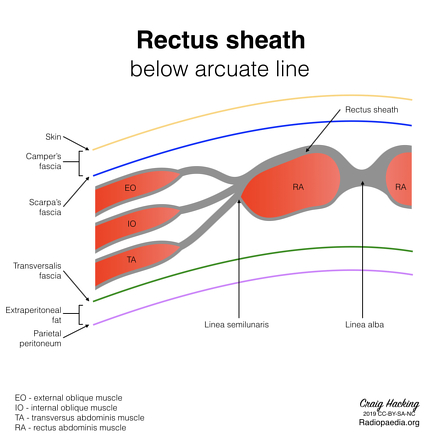 Rectus sheath
below arcuate line
Rectus sheath
Skin
Camper's
fascia
Scarpa's
fascia
EO
IO
TA
RA
RA
Transversalis
fascia
Extraperitoneal
fat
Parietal
peritoneum
Linea semilunaris
Linea alba
EO - external oblique muscle
IO - internal oblique muscle
TA - transversus abdominis muscle
RA - rectus abdominis muscle
Craig Hacking
2019 CC-BY-SA-NC
Radiopaedia.org